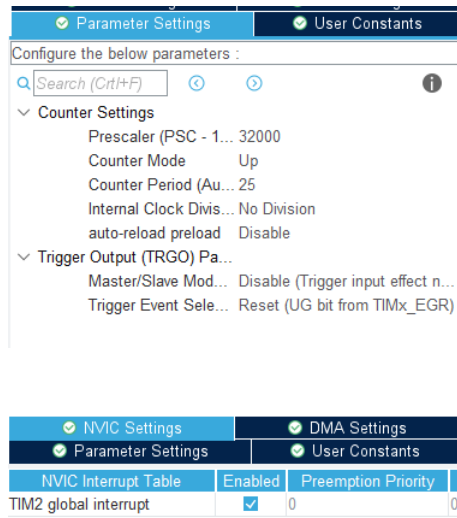 Parameter Settings User Constants
Configure the below parameters :
Search (Crtl+F)
Counter Settings
Prescaler (PSC - 1... 32000
Counter Mode Up
Counter Period (Au... 25
Internal Clock Divis... No Division
auto-reload preload Disable
Trigger Output (TRGO) Pa...
Master/Slave Mod... Disable (Trigger input effect n...
Trigger Event Sele... Reset (UG bit from TIMx_EGR)
NVIC Settings DMA Settings
Parameter Settings User Constants
NVIC Interrupt Table Enabled Preemption Priority
TIM2 global interrupt 0 0